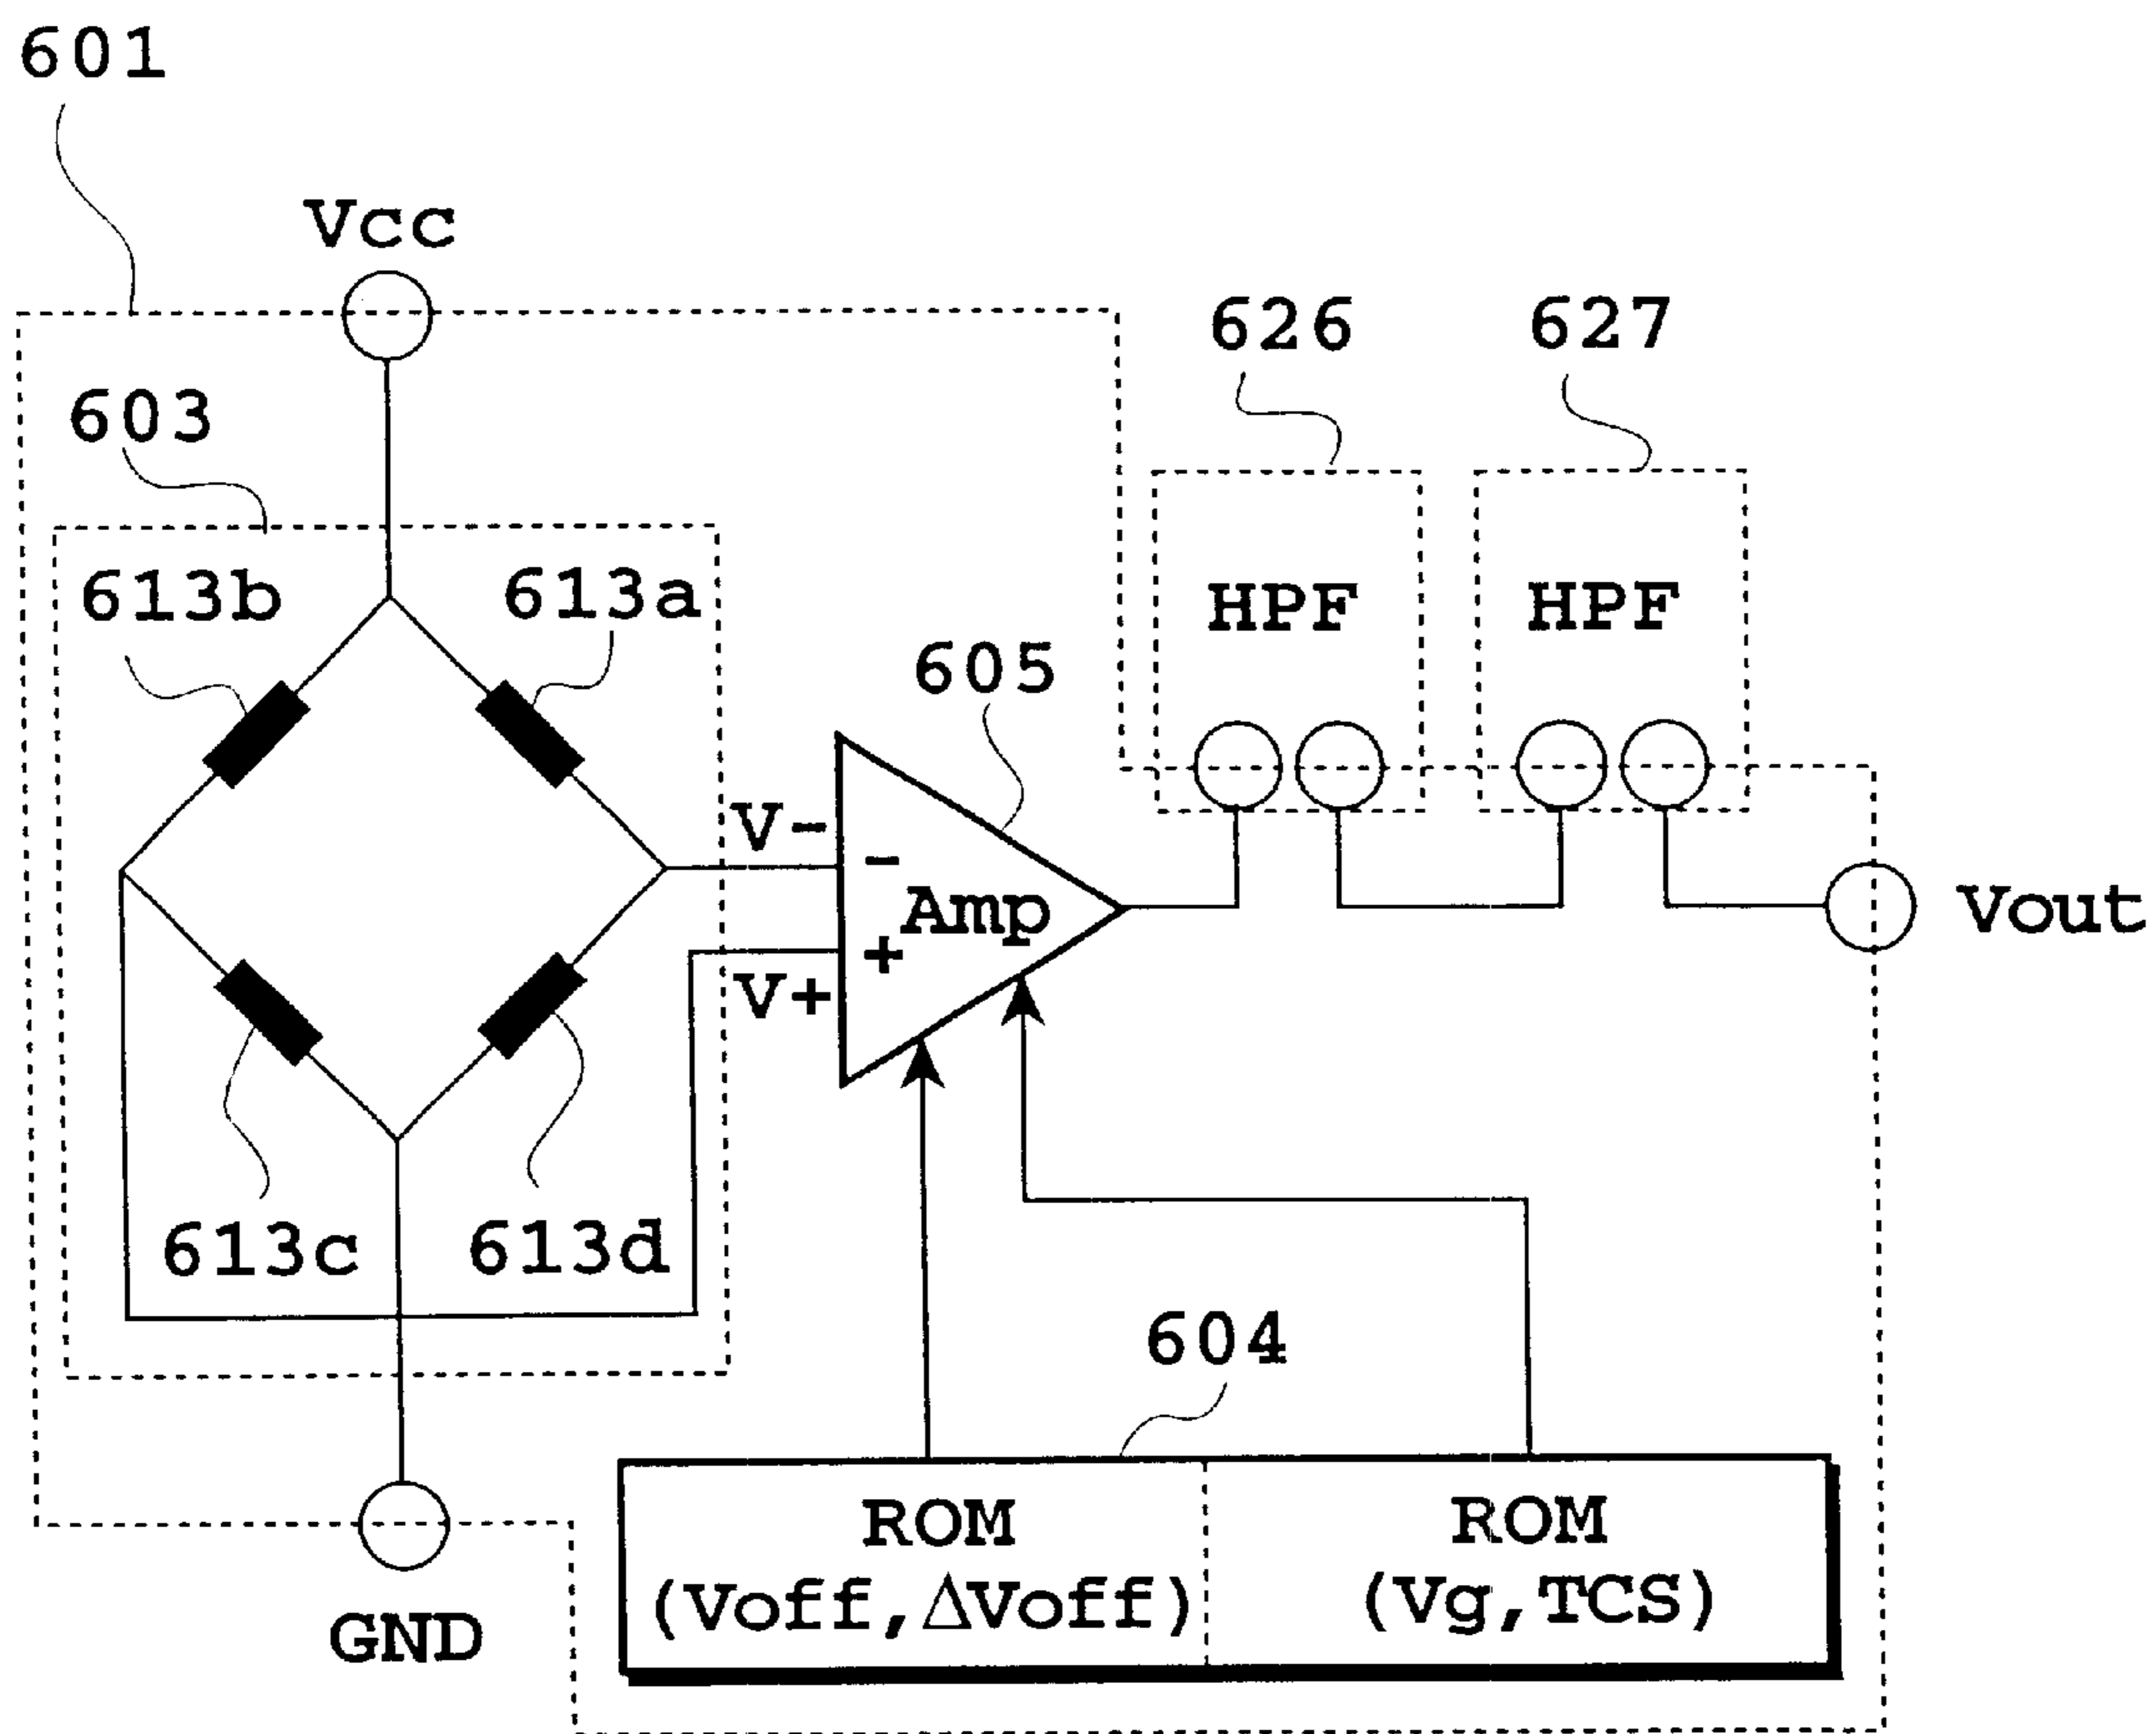 601
Vcc
626
627
603
613b
613a
HPF
HPF
605
V-
-
Amp
+
V+
Vout
613c
613d
604
ROM
(Voff,ΔVoff)
ROM
(Vg,TCS)
GND